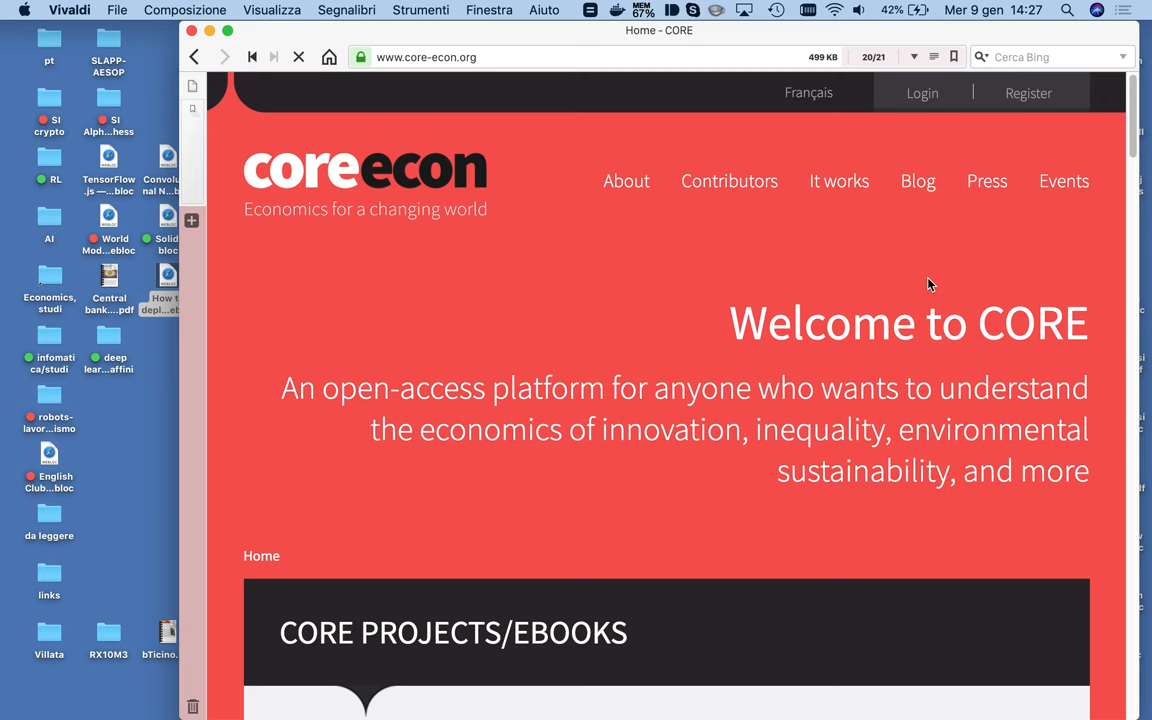 Vivaldi File Composizione Visualizza Segnalibri Strumenti Finestra Aiuto MEM 67% 42% Mer 9 gen 14:27
Home - CORE
www.core-econ.org 499 KB 20/21 Cerca Bing
Français Login Register
coreecon
Economics for a changing world
About Contributors It works Blog Press Events
Welcome to CORE
An open-access platform for anyone who wants to understand
the economics of innovation, inequality, environmental
sustainability, and more
Home
CORE PROJECTS/EBOOKS
pt
SLAPP-
AESOP
SI
crypto
SI
Alph...hess
RL
TensorFlow
.js —...bloc
Convolu
nal N...b
AI
World
Mod...ebloc
Solid
bloc
Economics,
studi
Central
bank....pdf
How t
depl...eb
infomati
ca/studi
deep
lear...affini
robots-
lavor...ismo
English
Club...bloc
da leggere
links
Villata
RX10M3
bTicino.